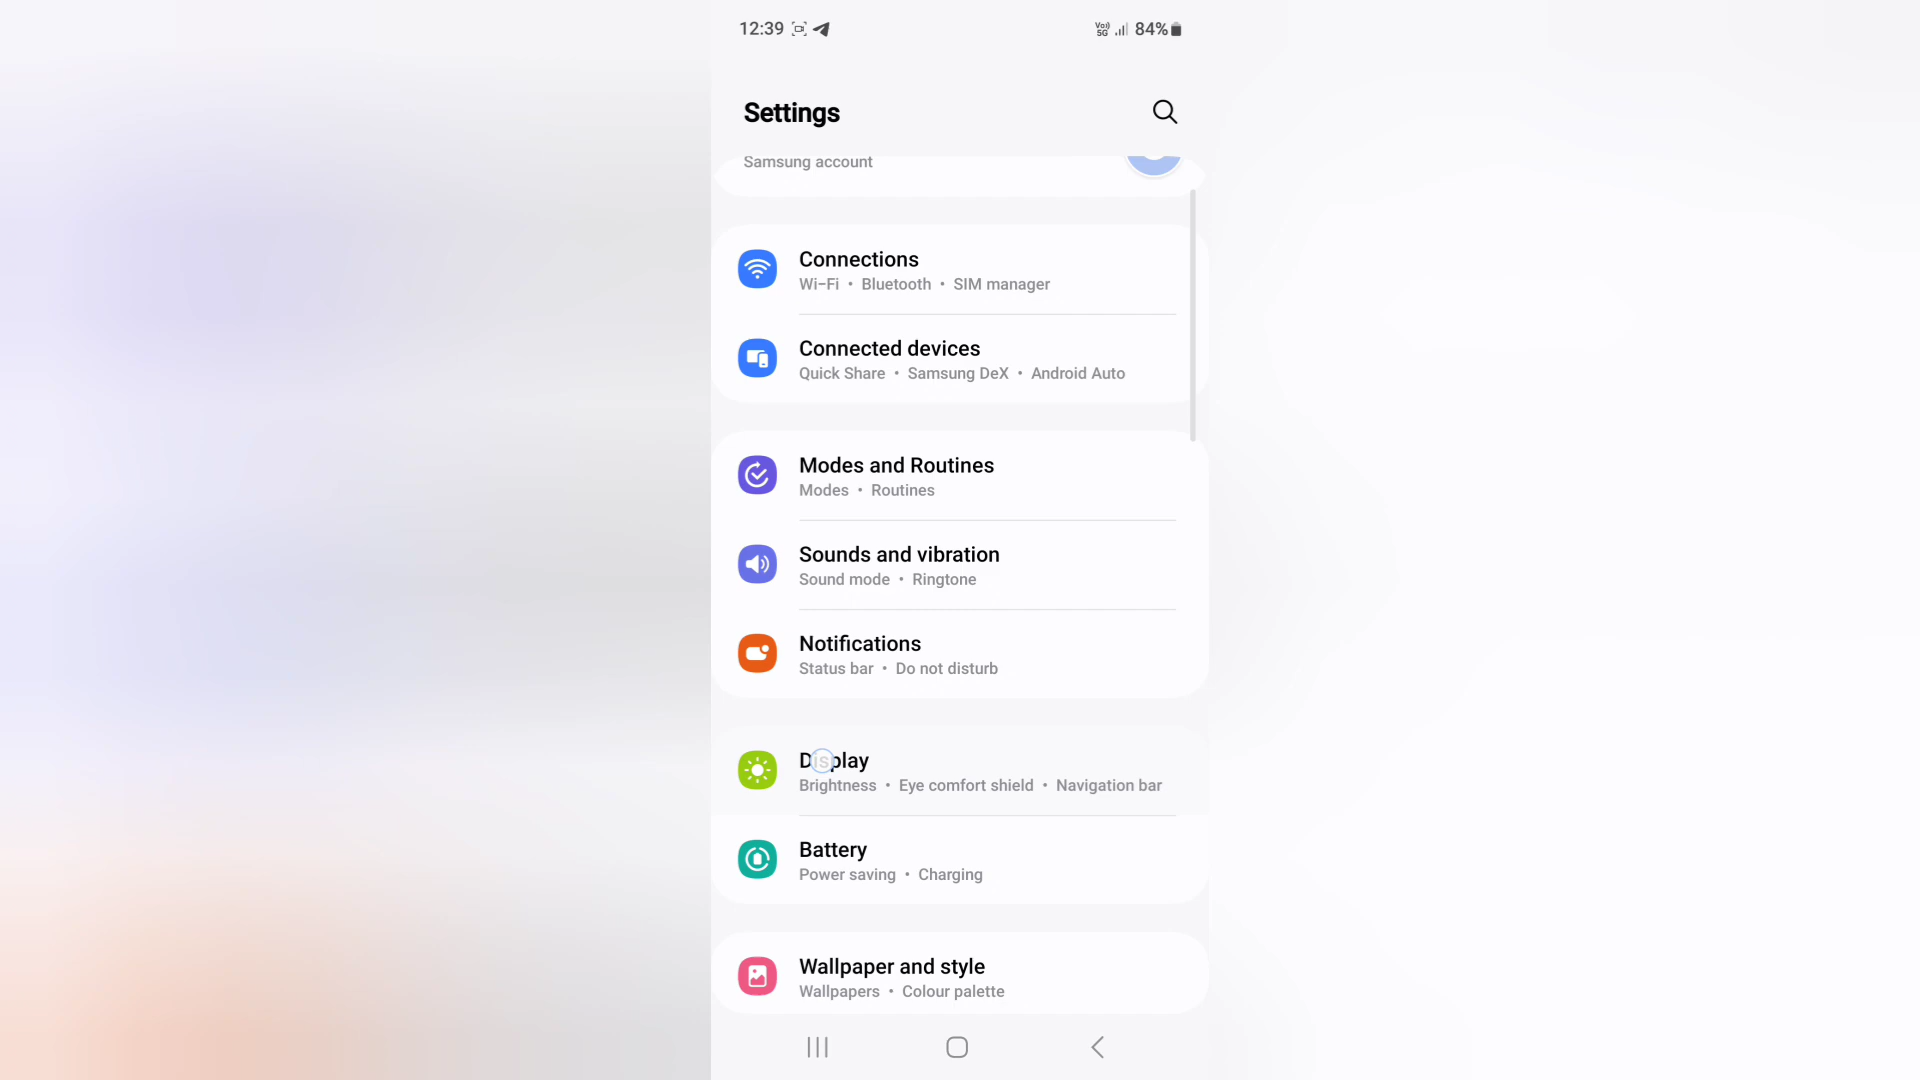 12:39
Vo)) 5G 84%
Settings
Samsung account
Connections
Wi-Fi • Bluetooth • SIM manager
Connected devices
Quick Share • Samsung DeX • Android Auto
Modes and Routines
Modes • Routines
Sounds and vibration
Sound mode • Ringtone
Notifications
Status bar • Do not disturb
Display
Brightness • Eye comfort shield • Navigation bar
Battery
Power saving • Charging
Wallpaper and style
Wallpapers • Colour palette